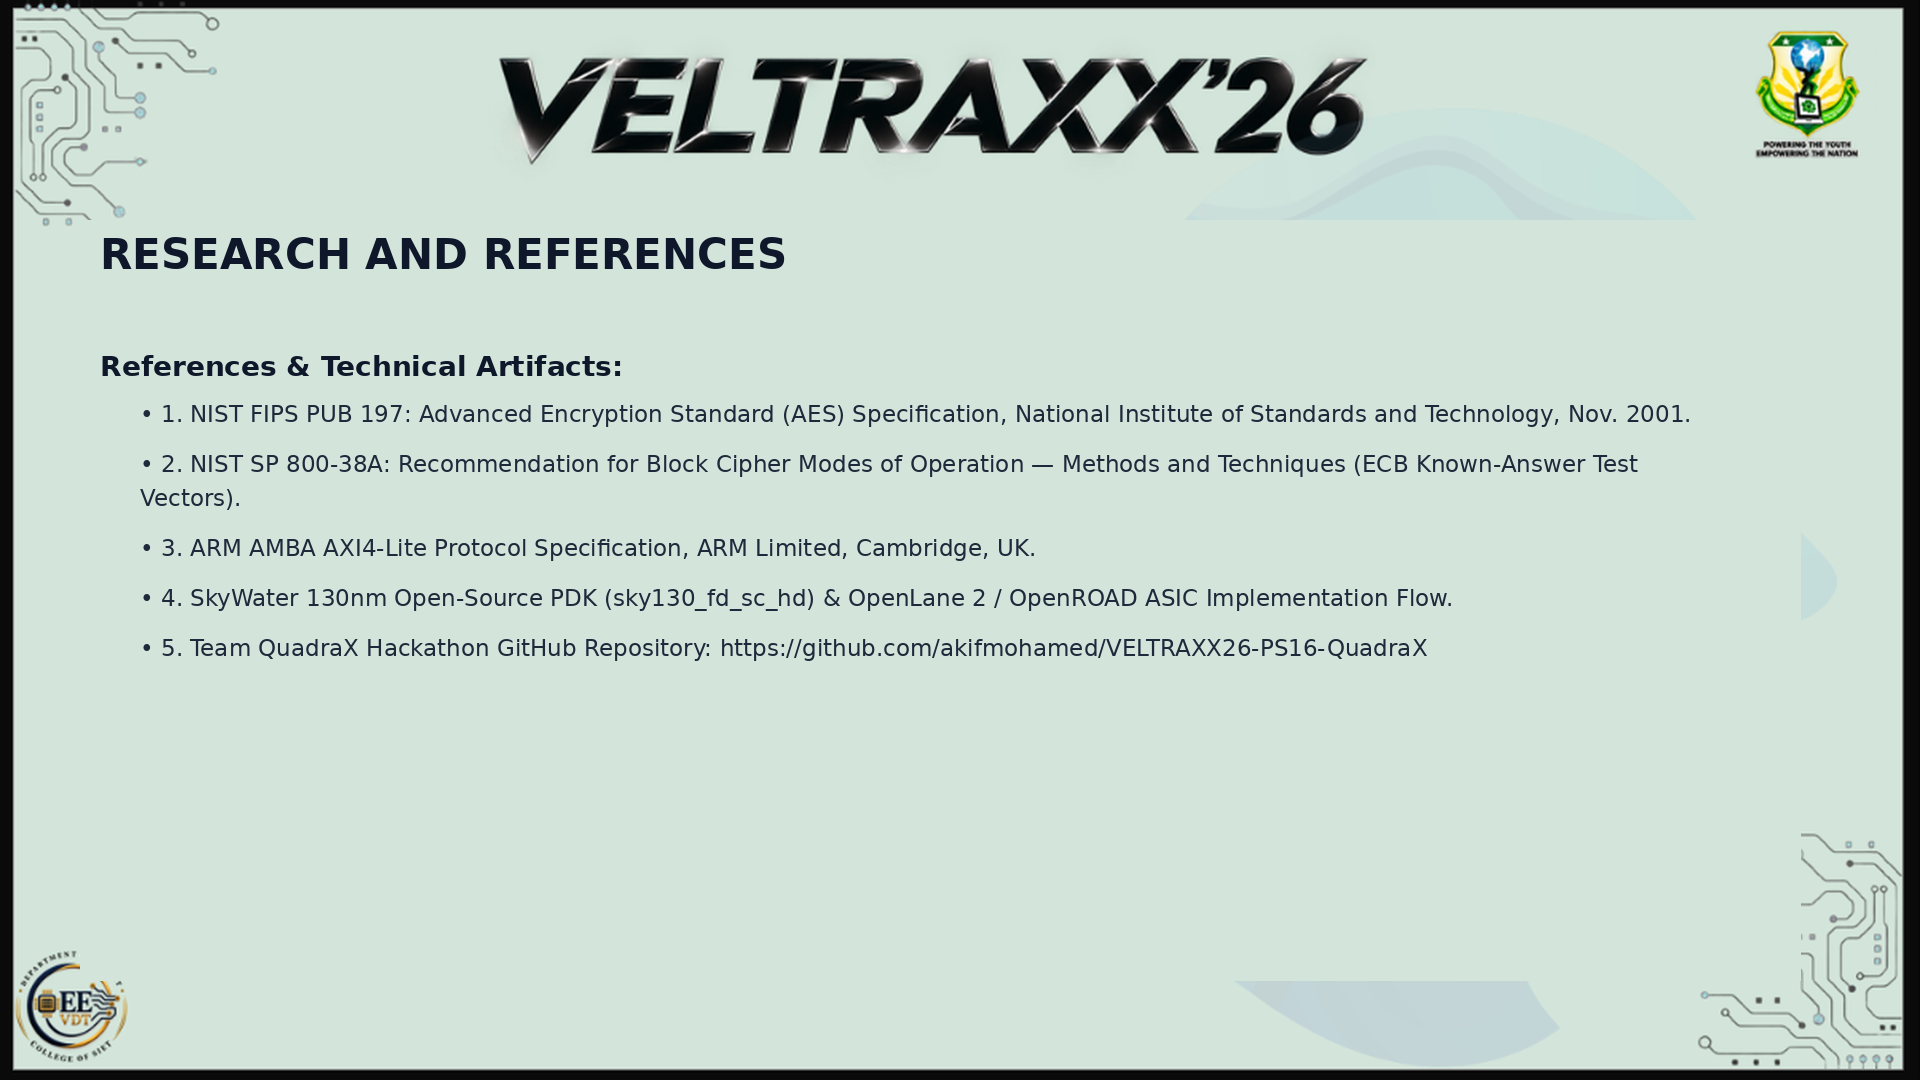 VELTRAXX'26
POWERING THE YOUTH
EMPOWERING THE NATION
RESEARCH AND REFERENCES
References & Technical Artifacts:
• 1. NIST FIPS PUB 197: Advanced Encryption Standard (AES) Specification, National Institute of Standards and Technology, Nov. 2001.
• 2. NIST SP 800-38A: Recommendation for Block Cipher Modes of Operation — Methods and Techniques (ECB Known-Answer Test
Vectors).
• 3. ARM AMBA AXI4-Lite Protocol Specification, ARM Limited, Cambridge, UK.
• 4. SkyWater 130nm Open-Source PDK (sky130_fd_sc_hd) & OpenLane 2 / OpenROAD ASIC Implementation Flow.
• 5. Team QuadraX Hackathon GitHub Repository: https://github.com/akifmohamed/VELTRAXX26-PS16-QuadraX
DEPARTMENT
EE
VDT
COLLEGE OF SIET